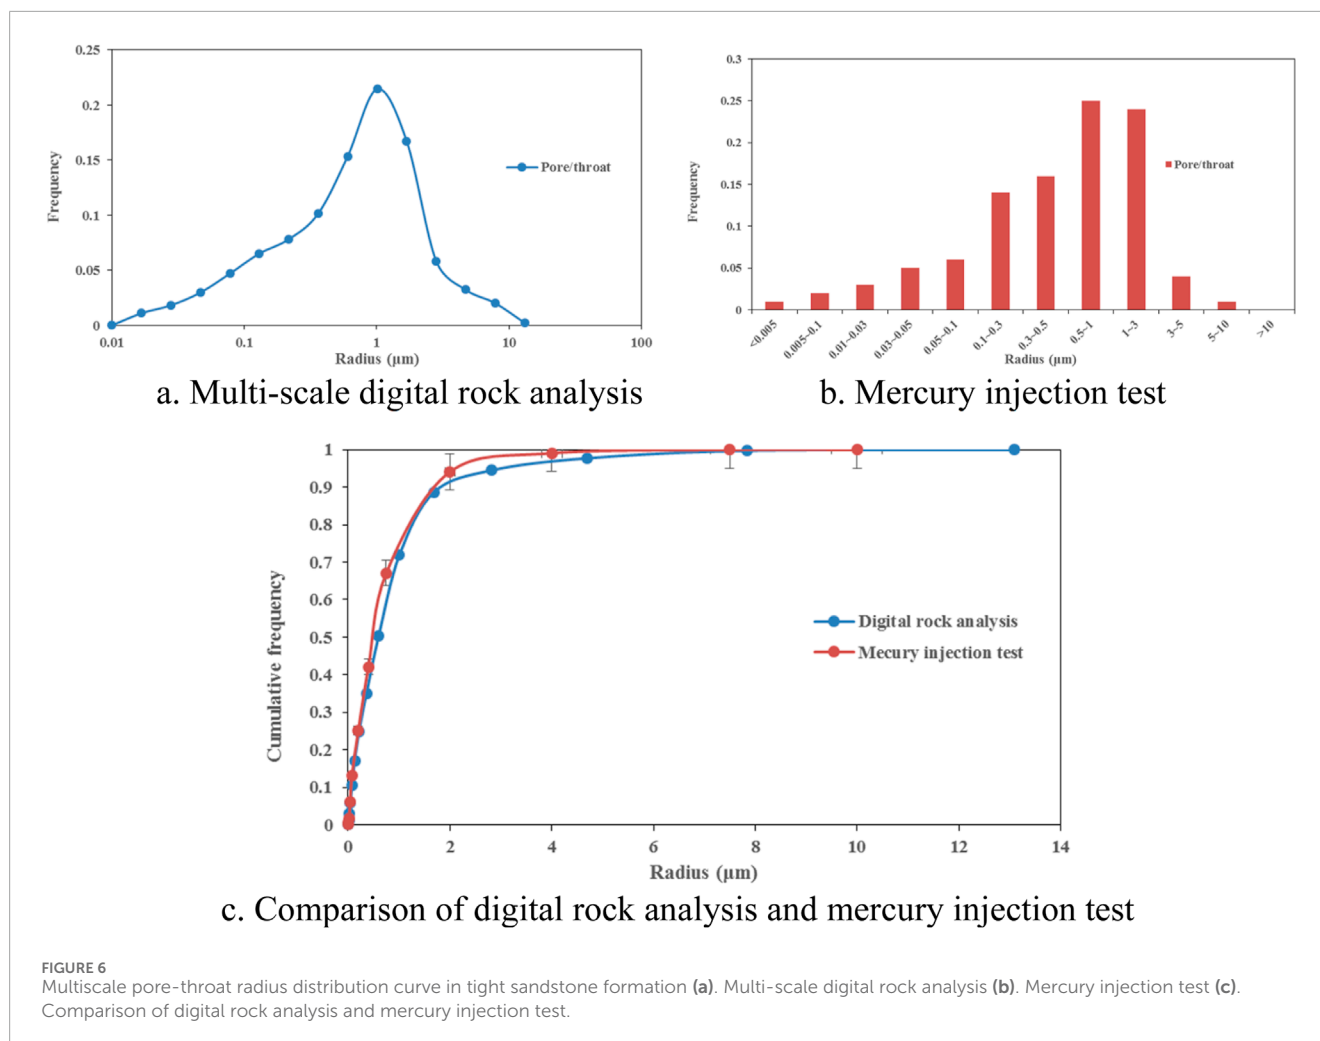 0.25
0.2
0.15
0.1
0.05
0
Frequency
Pore/throat
0.01 0.1 1 10 100
Radius (µm)
a. Multi-scale digital rock analysis
0.3
0.25
0.2
0.15
0.1
0.05
0
Frequency
Pore/throat
<0.005 0.005~0.1 0.01~0.03 0.03~0.05 0.05~0.1 0.1~0.3 0.3~0.5 0.5~1 1~3 3~5 5~10 >10
Radius (µm)
b. Mercury injection test
1
0.9
0.8
0.7
0.6
0.5
0.4
0.3
0.2
0.1
0
Cumulative frequency
Digital rock analysis
Mecury injection test
0 2 4 6 8 10 12 14
Radius (µm)
c. Comparison of digital rock analysis and mercury injection test
FIGURE 6
Multiscale pore-throat radius distribution curve in tight sandstone formation (a). Multi-scale digital rock analysis (b). Mercury injection test (c).
Comparison of digital rock analysis and mercury injection test.